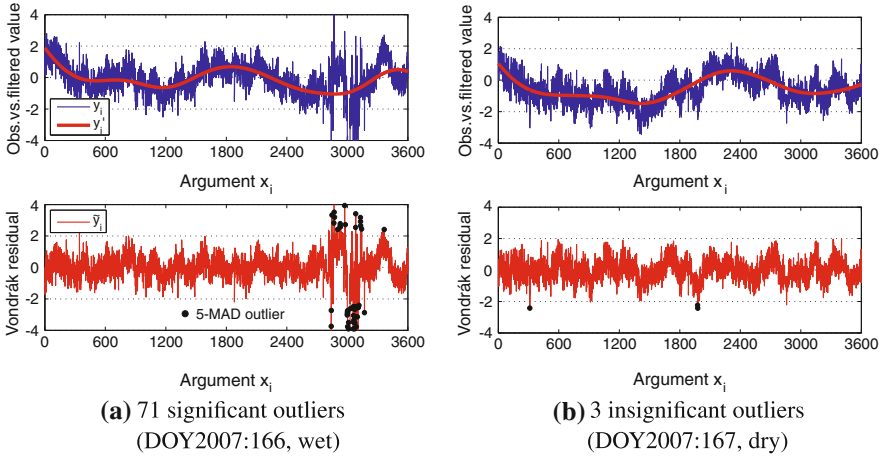 Obs.vs.filtered value
4
2
0
-2
-4
y_i
y_i'
0 600 1200 1800 2400 3000 3600
Argument x_i
Vondrák residual
4
2
0
-2
-4
ỹ_i
5-MAD outlier
0 600 1200 1800 2400 3000 3600
Argument x_i
(a) 71 significant outliers
(DOY2007:166, wet)
Obs.vs.filtered value
4
2
0
-2
-4
0 600 1200 1800 2400 3000 3600
Argument x_i
Vondrák residual
4
2
0
-2
-4
0 600 1200 1800 2400 3000 3600
Argument x_i
(b) 3 insignificant outliers
(DOY2007:167, dry)